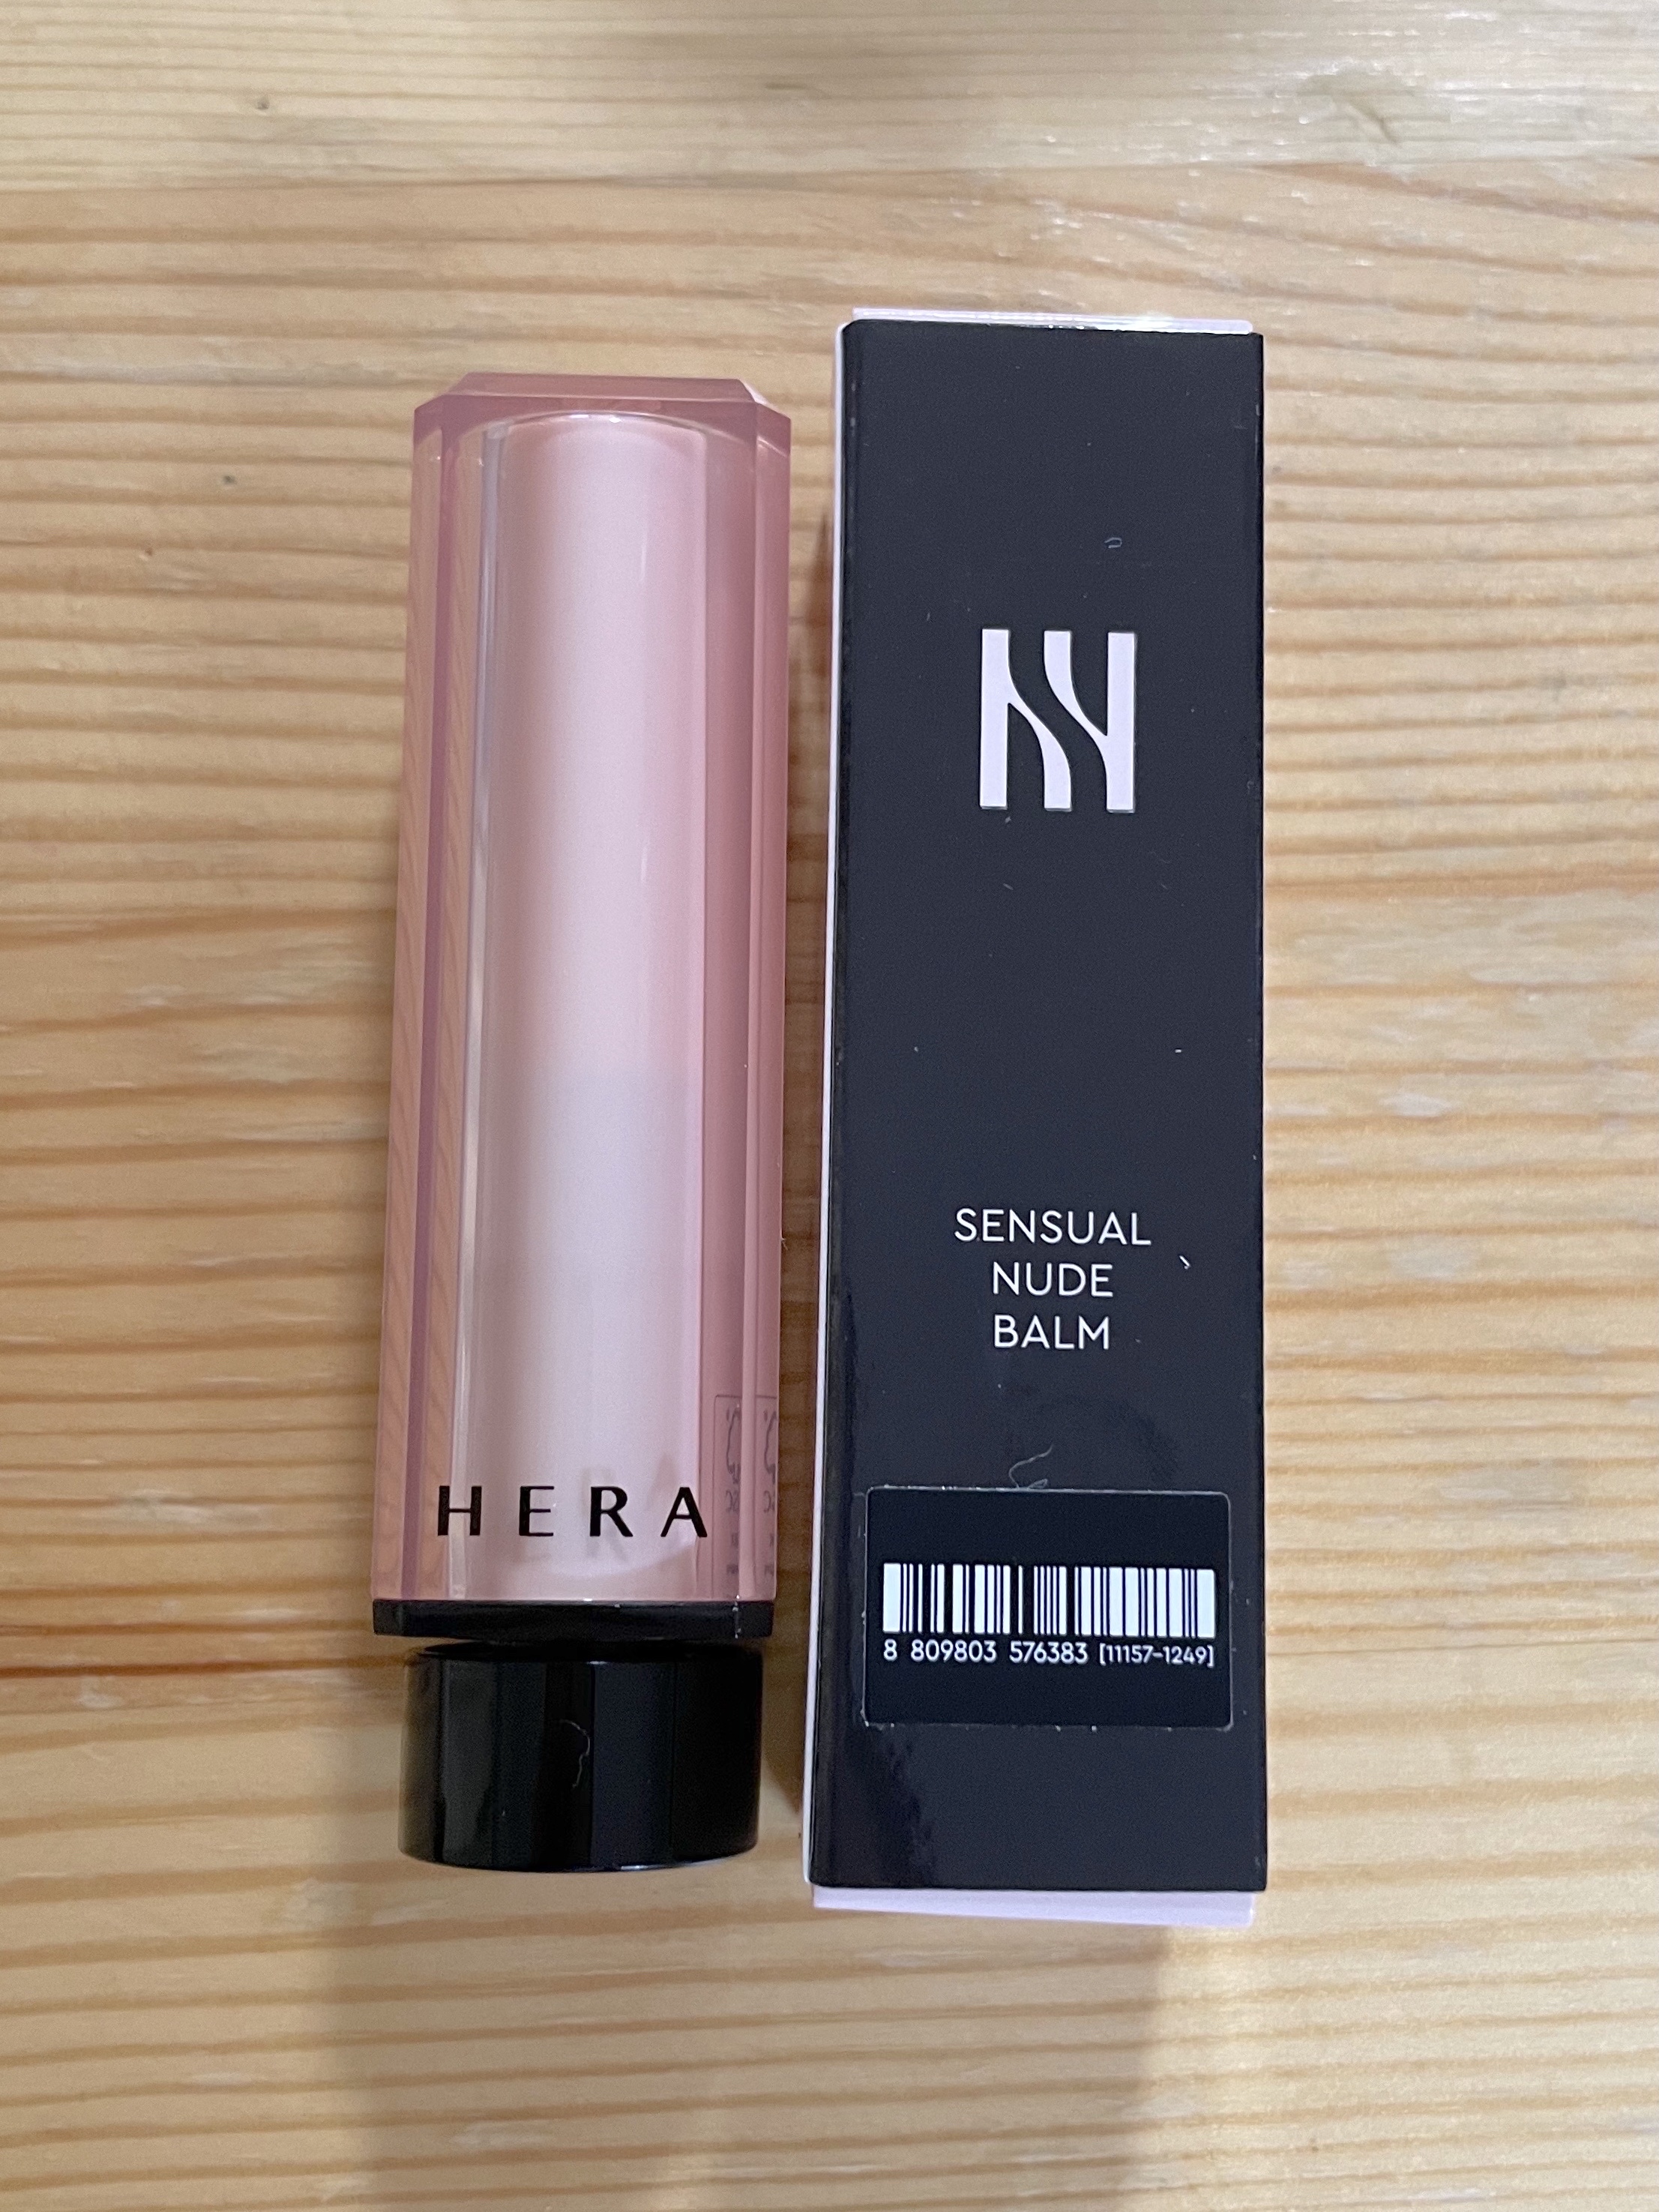 HERA
SENSUAL
NUDE
BALM
8 809803 576383 [11157-1249]